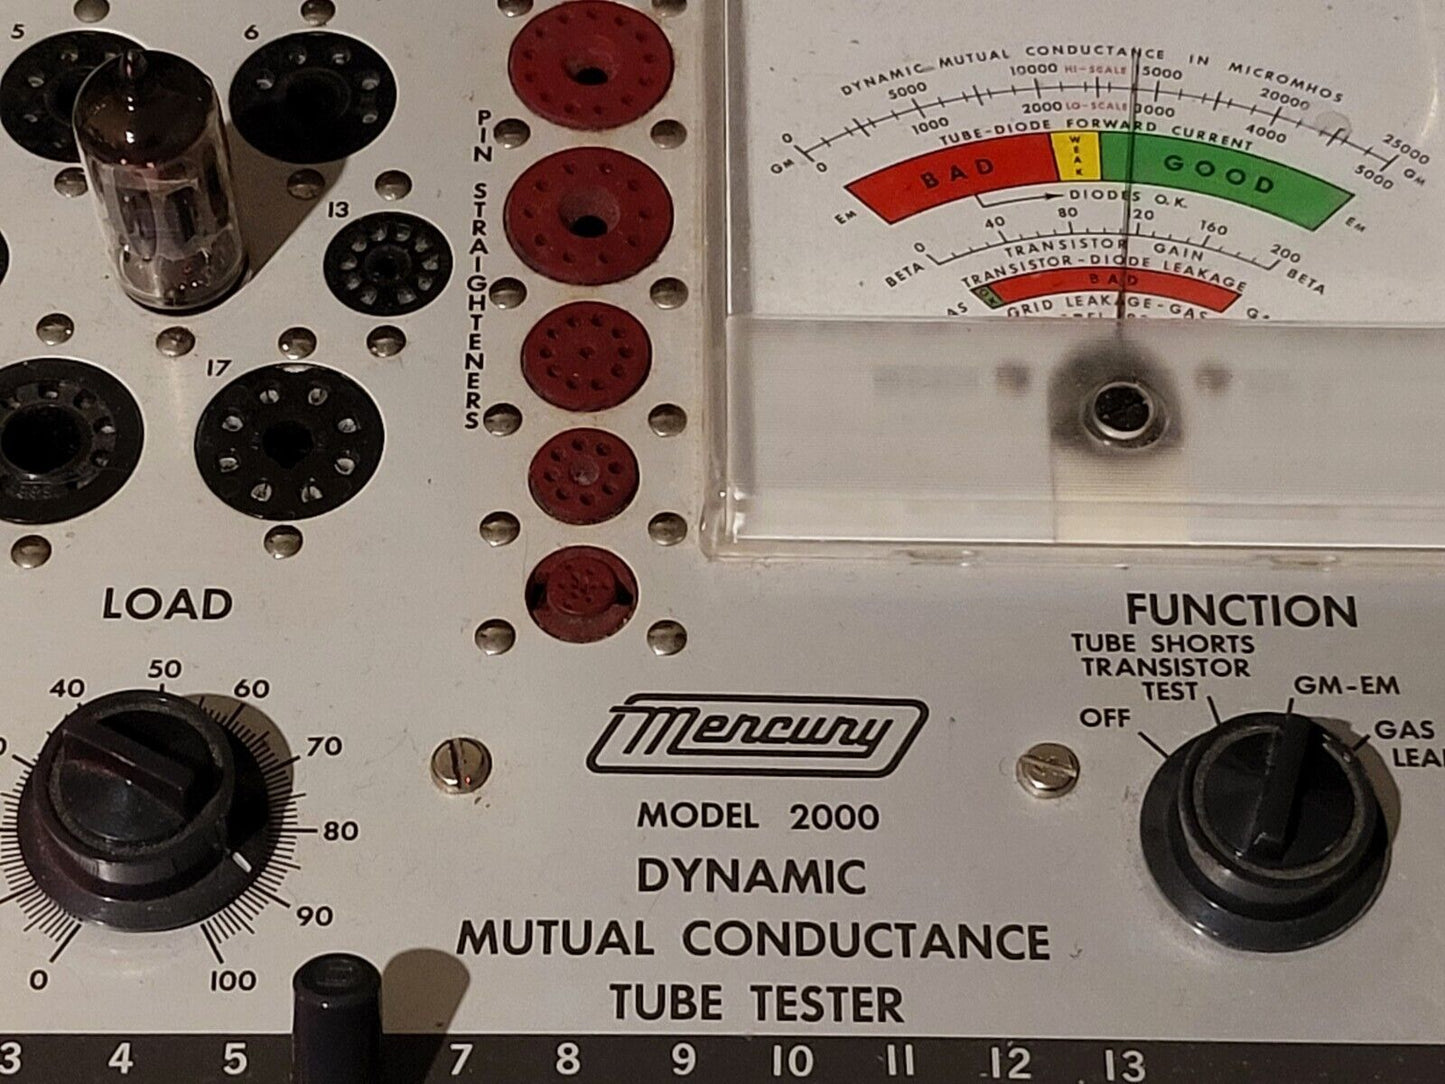 5
6
13
17
PIN STRAIGHTENERS
DYNAMIC MUTUAL CONDUCTANCE IN MICROMHOS
0 5000 10000 HI-SCALE 15000 20000 25000
GM GM
0 1000 2000 LO-SCALE 3000 4000 5000
TUBE-DIODE FORWARD CURRENT
BAD WEAK GOOD
EM EM
DIODES O.K.
0 40 80 120 160 200
BETA TRANSISTOR GAIN BETA
TRANSISTOR-DIODE LEAKAGE
OK BAD
GRID LEAKAGE-GAS
LOAD
0 40 50 60 70 80 90 100
FUNCTION
TUBE SHORTS
TRANSISTOR
TEST
OFF
GM-EM
GAS
Mercury
MODEL 2000
DYNAMIC
MUTUAL CONDUCTANCE
TUBE TESTER
3 4 5 7 8 9 10 11 12 13